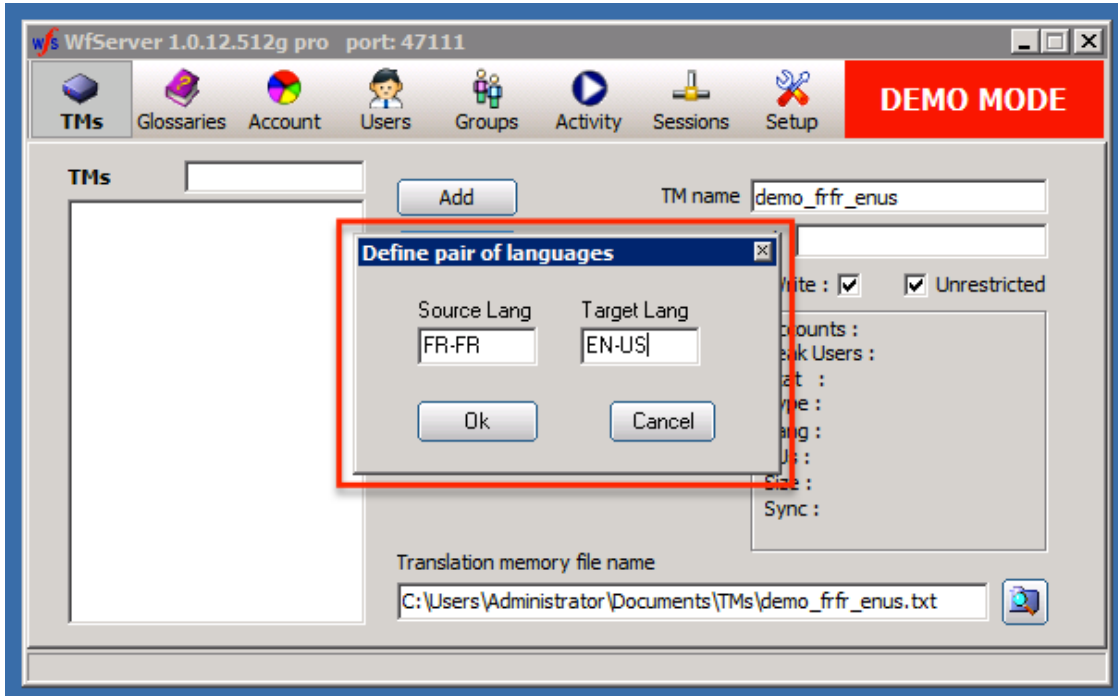 wfs WfServer 1.0.12.512g pro port: 47111
TMs Glossaries Account Users Groups Activity Sessions Setup DEMO MODE
TMs
Add
TM name demo_frfr_enus
Define pair of languages
Source Lang Target Lang
FR-FR EN-US
Ok Cancel
Unrestricted
Size :
Sync :
Translation memory file name
C:\Users\Administrator\Documents\TMs\demo_frfr_enus.txt